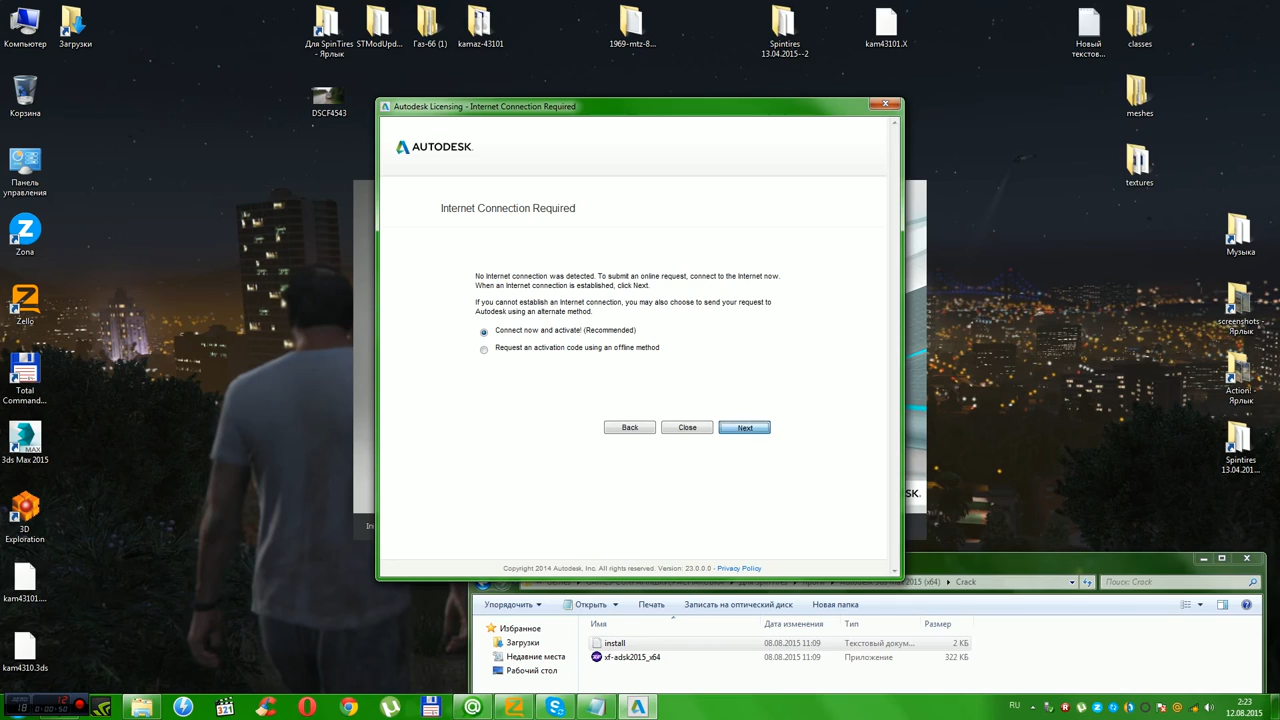 Компьютер
Загрузки
Для SpinTires
- Ярлык
STModUpd...
Газ-66 (1)
kamaz-43101
1969-mtz-8...
Spintires
13.04.2015--2
kam43101.X
Новый
текстов...
classes
Корзина
DSCF4543
meshes
Панель
управления
textures
Zona
Музыка
Zello
screenshots
- Ярлык
Total
Command...
Action! -
Ярлык
3ds Max 2015
Spintires
13.04.201...
3D
Exploration
kam43101....
kam4310.3ds
Autodesk Licensing - Internet Connection Required
AUTODESK.
Internet Connection Required
No Internet connection was detected. To submit an online request, connect to the Internet now.
When an Internet connection is established, click Next.
If you cannot establish an Internet connection, you may also choose to send your request to
Autodesk using an alternate method.
Connect now and activate! (Recommended)
Request an activation code using an offline method
Back
Close
Next
Copyright 2014 Autodesk, Inc. All rights reserved. Version: 23.0.0.0 - Privacy Policy
SK.
Ini
(x64)
Crack
Поиск: Crack
Упорядочить
Открыть
Печать
Записать на оптический диск
Новая папка
Избранное
Загрузки
Недавние места
Рабочий стол
Имя
Дата изменения
Тип
Размер
install
08.08.2015 11:09
Текстовый докум...
2 КБ
xf-adsk2015_x64
08.08.2015 11:09
Приложение
322 КБ
RU
2:23
12.08.2015